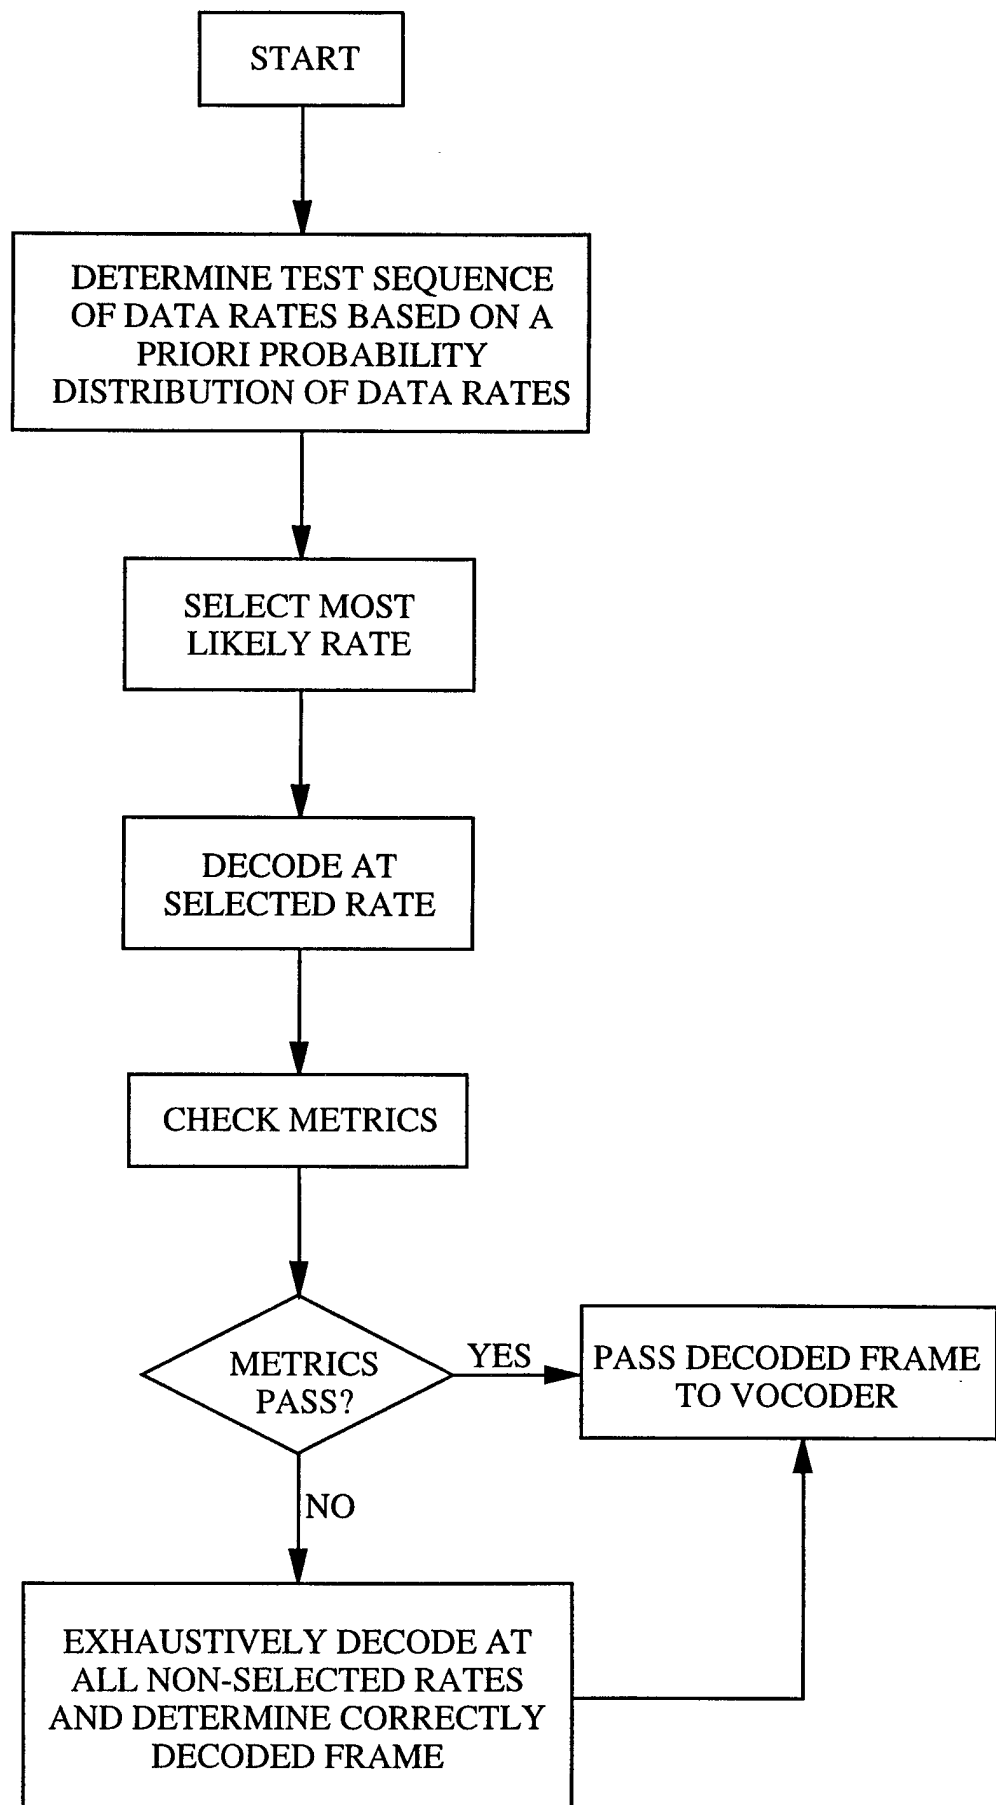 START
DETERMINE TEST SEQUENCE
OF DATA RATES BASED ON A
PRIORI PROBABILITY
DISTRIBUTION OF DATA RATES
SELECT MOST
LIKELY RATE
DECODE AT
SELECTED RATE
CHECK METRICS
METRICS
PASS?
YES
PASS DECODED FRAME
TO VOCODER
NO
EXHAUSTIVELY DECODE AT
ALL NON-SELECTED RATES
AND DETERMINE CORRECTLY
DECODED FRAME